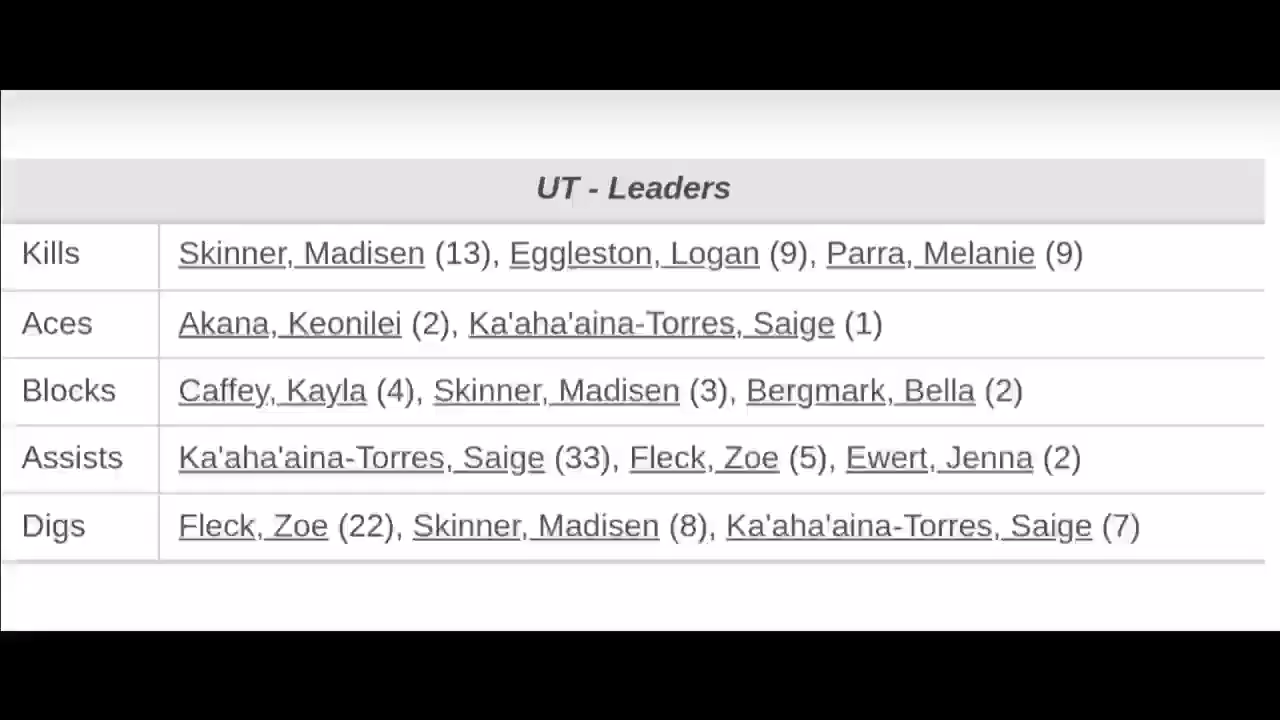 UT - Leaders
Kills Skinner, Madisen (13), Eggleston, Logan (9), Parra, Melanie (9)
Aces Akana, Keonilei (2), Ka'aha'aina-Torres, Saige (1)
Blocks Caffey, Kayla (4), Skinner, Madisen (3), Bergmark, Bella (2)
Assists Ka'aha'aina-Torres, Saige (33), Fleck, Zoe (5), Ewert, Jenna (2)
Digs Fleck, Zoe (22), Skinner, Madisen (8), Ka'aha'aina-Torres, Saige (7)